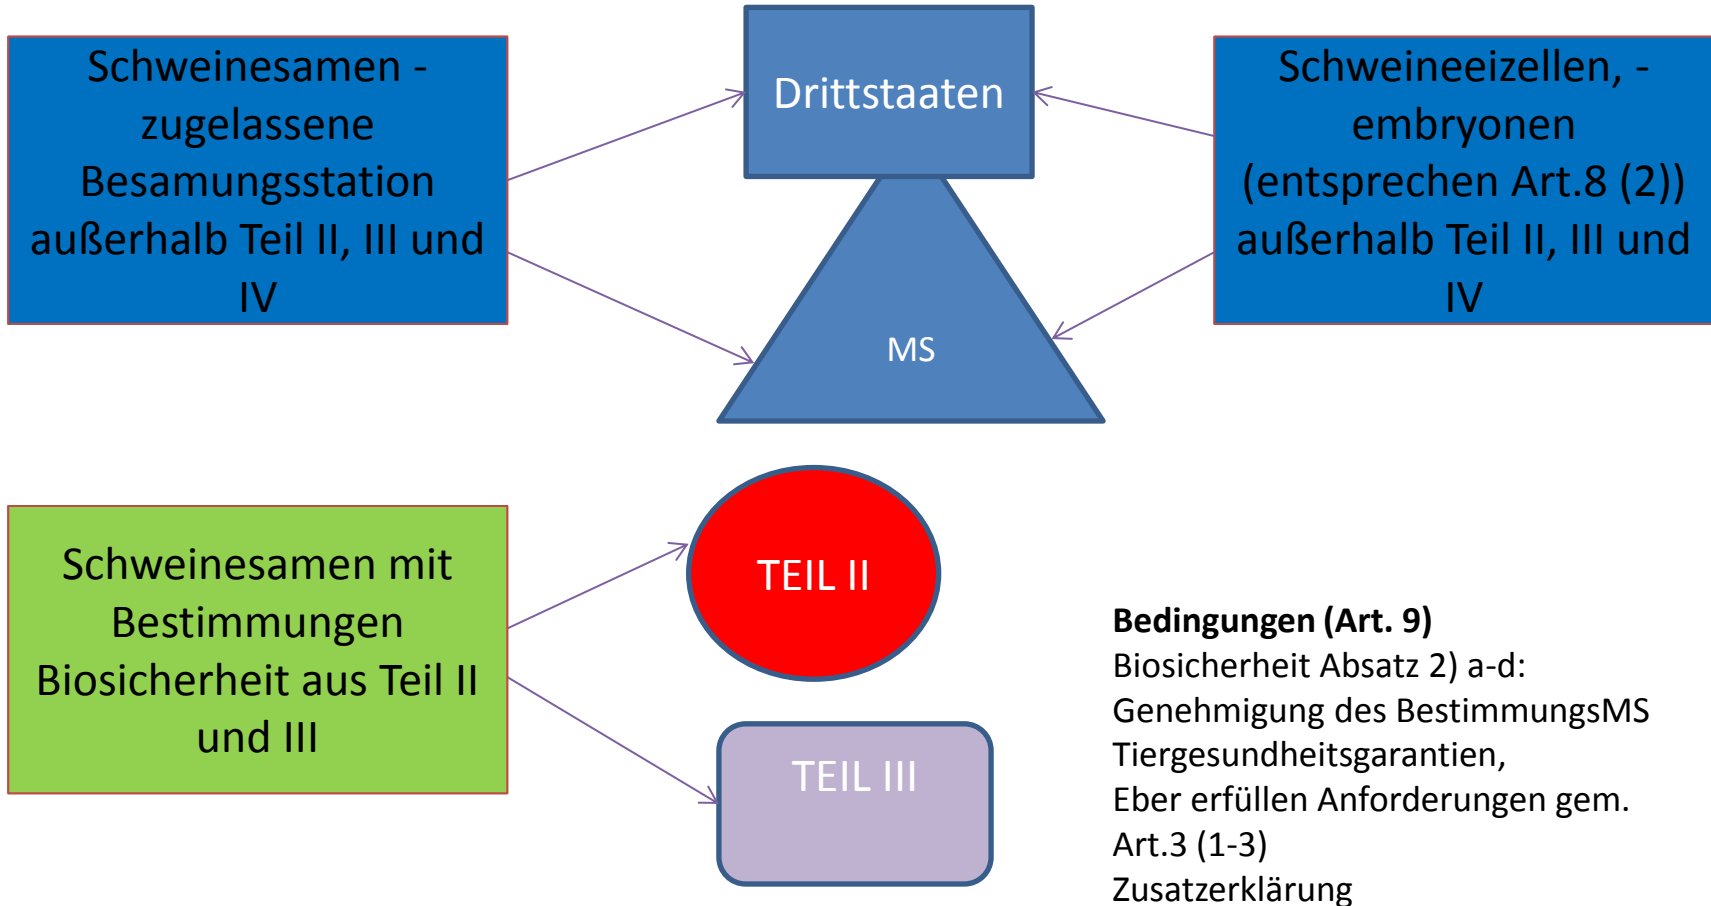 Schweinesamen -
zugelassene
Besamungsstation
außerhalb Teil II, III und
IV
Drittstaaten
MS
Schweineeizellen, -
embryonen
(entsprechen Art.8 (2))
außerhalb Teil II, III und
IV
Schweinesamen mit
Bestimmungen
Biosicherheit aus Teil II
und III
TEIL II
TEIL III
Bedingungen (Art. 9)
Biosicherheit Absatz 2) a-d:
Genehmigung des BestimmungsMS
Tiergesundheitsgarantien,
Eber erfüllen Anforderungen gem.
Art.3 (1-3)
Zusatzerklärung